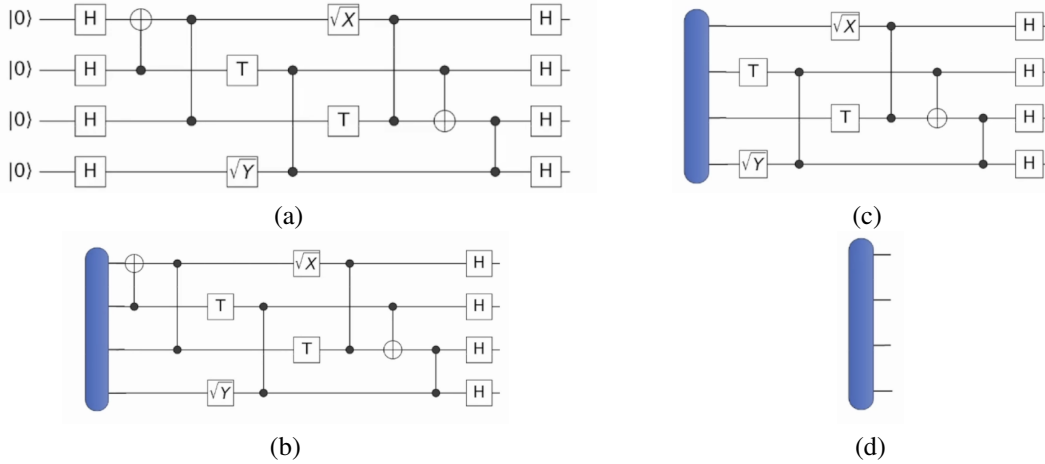 |0⟩ H √X H
|0⟩ H T H
|0⟩ H T H
|0⟩ H √Y H
(a)
√X H
T H
T H
√Y H
(c)
√X H
T H
T H
√Y H
(b)
(d)